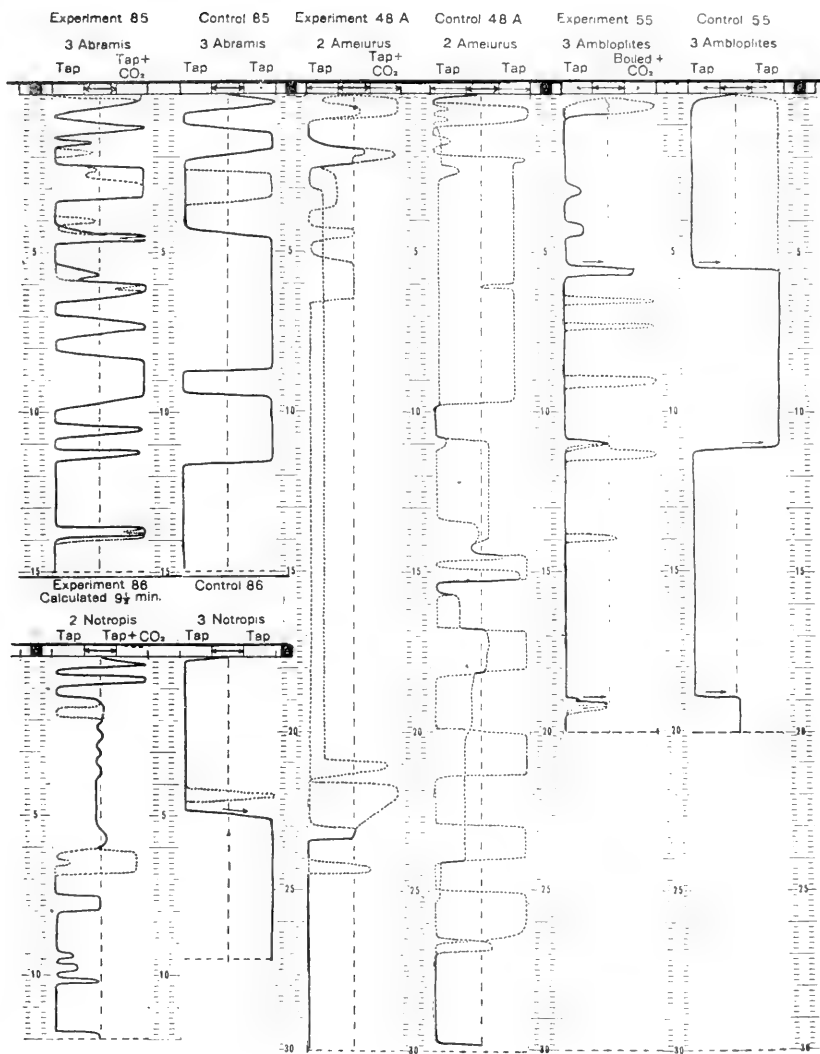 Experiment 85
Control 85
Experiment 48 A
Control 48 A
Experiment 55
Control 55
3 Abramis
3 Abramis
2 Ameiurus
2 Ameiurus
3 Ambloplites
3 Ambloplites
Tap
Tap+ CO₂
Tap
Tap
Tap
Tap+ CO₂
Tap
Tap
Tap
Boiled + CO₂
Tap
Tap
5
5
5
5
5
5
10
10
10
10
10
10
15
15
15
15
15
15
Experiment 86
Control 86
Calculated 9½ min.
2 Notropis
3 Notropis
Tap
Tap+ CO₂
Tap
Tap
20
20
20
20
5
5
25
25
25
25
10
10
30
30
30
30